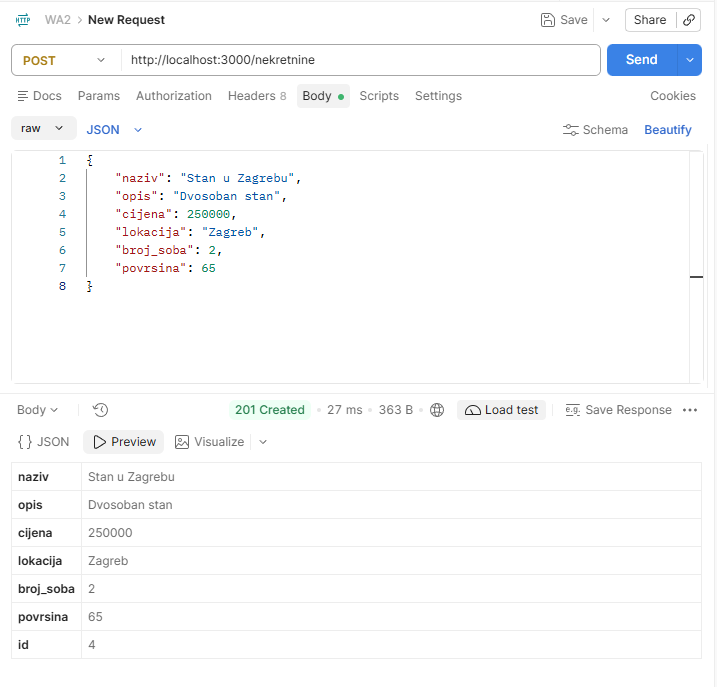 HTTP WA2 > New Request Save Share
POST http://localhost:3000/nekretnine Send
Docs Params Authorization Headers 8 Body Scripts Settings Cookies
raw JSON Schema Beautify
1 {
2 "naziv": "Stan u Zagrebu",
3 "opis": "Dvosoban stan",
4 "cijena": 250000,
5 "lokacija": "Zagreb",
6 "broj_soba": 2,
7 "povrsina": 65
8 }
Body 201 Created • 27 ms • 363 B • Load test e.g. Save Response •••
{ } JSON Preview Visualize
naziv Stan u Zagrebu
opis Dvosoban stan
cijena 250000
lokacija Zagreb
broj_soba 2
povrsina 65
id 4